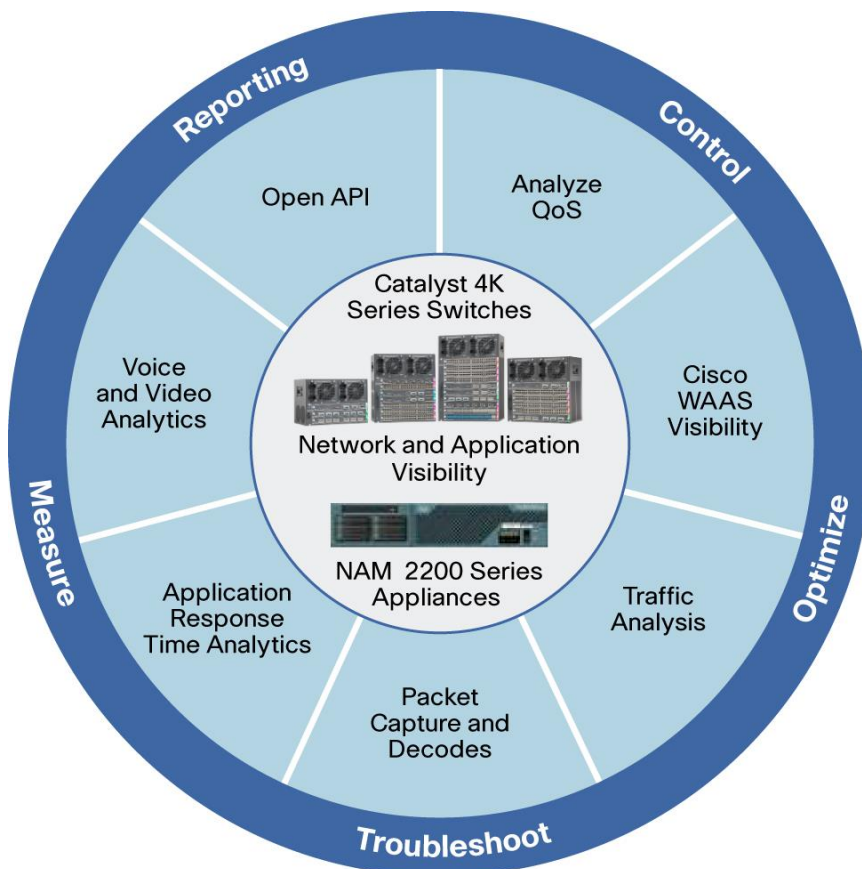 Reporting
Control
Open API
Analyze
QoS
Catalyst 4K
Series Switches
Voice
and Video
Analytics
Cisco
WAAS
Visibility
Network and Application
Visibility
Measure
Optimize
NAM 2200 Series
Appliances
Application
Response
Time Analytics
Traffic
Analysis
Packet
Capture and
Decodes
Troubleshoot